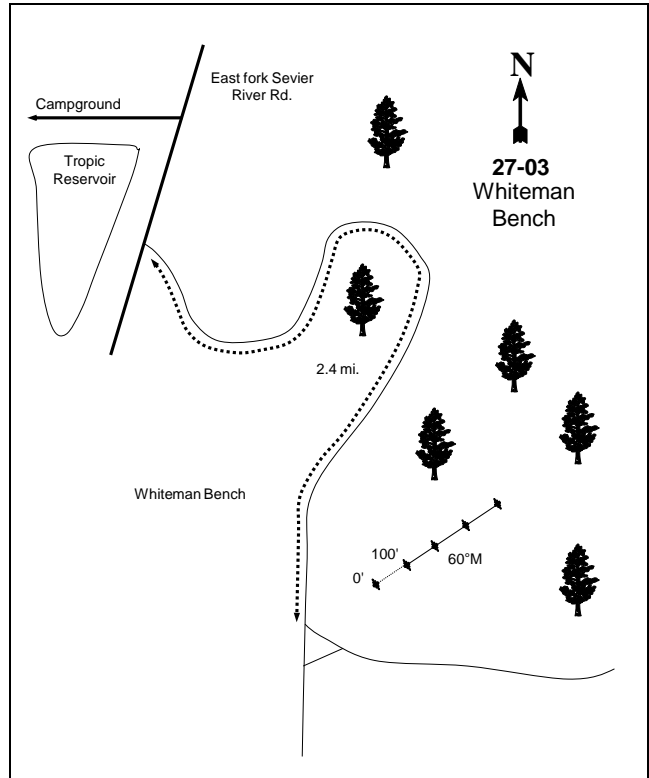 East fork Sevier
River Rd.
Campground
Tropic
Reservoir
N
27-03
Whiteman
Bench
2.4 mi.
Whiteman Bench
100'
60°M
0'